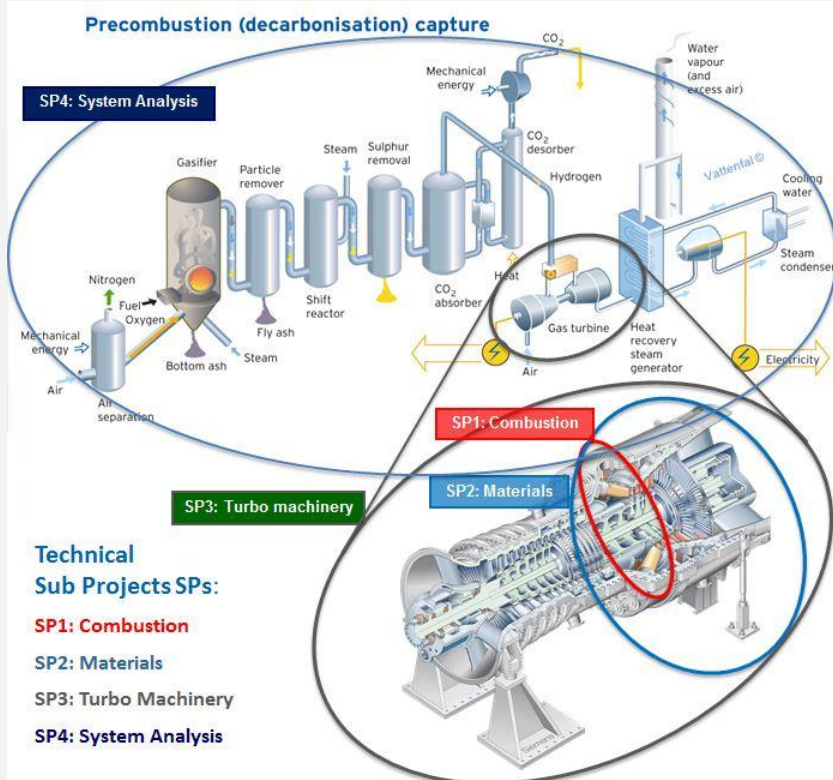 Precombustion (decarbonisation) capture
CO2
Mechanical
energy
Water
vapour
(and
excess air)
SP4: System Analysis
Gasifier
Particle
remover
Steam
Sulphur
removal
CO2
desorber
Hydrogen
Vattenfal©
Cooling
water
Nitrogen
Fuel
Oxygen
Mechanical
energy
Air
Air
separation
Bottom ash
Steam
Fly ash
Shift
reactor
CO2
absorber
Heat
Gas turbine
Air
Heat
recovery
steam
generator
Steam
condenser
Electricity
SP1: Combustion
SP2: Materials
SP3: Turbo machinery
Technical
Sub Projects SPs:
SP1: Combustion
SP2: Materials
SP3: Turbo Machinery
SP4: System Analysis
Siemens